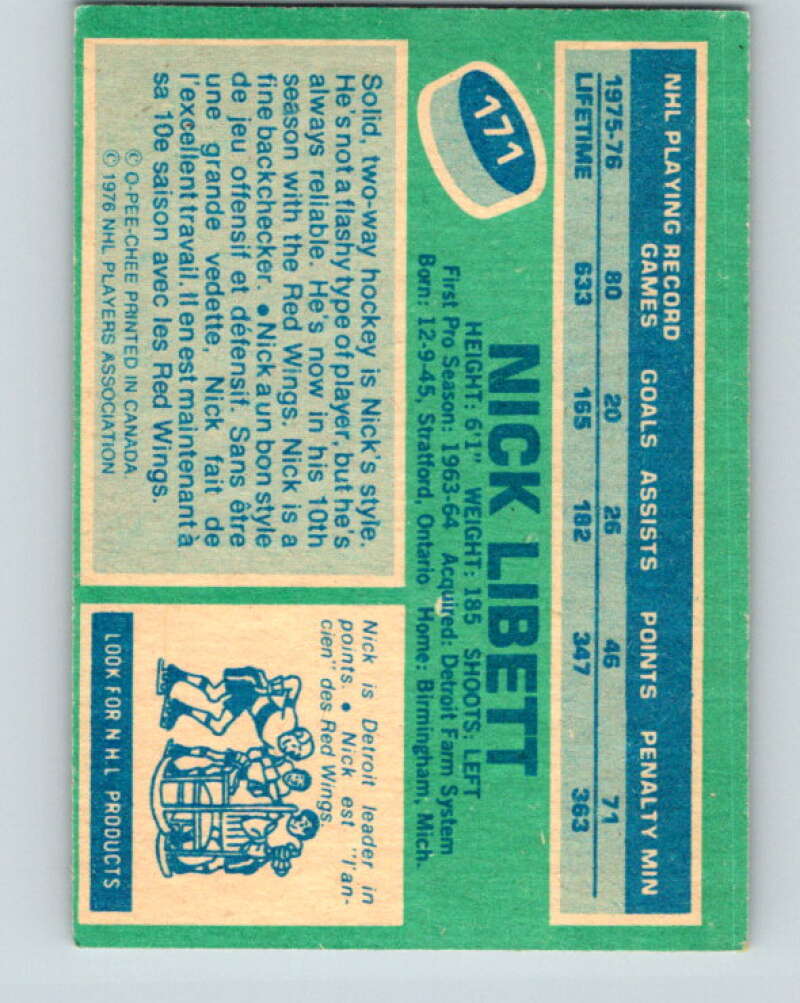 NHL PLAYING RECORD
GAMES GOALS ASSISTS POINTS PENALTY MIN
1975-76 80 20 26 46 71
LIFETIME 633 165 182 347 363
171
NICK LIBETT
HEIGHT: 6'1" WEIGHT: 185 SHOOTS: LEFT
First Pro Season: 1963-64 Acquired: Detroit Farm System
Born: 12-9-45, Stratford, Ontario Home: Birmingham, Mich.
Solid, two-way hockey is Nick's style.
He's not a flashy type of player, but he's
always reliable. He's now in his 10th
season with the Red Wings. Nick is a
fine backchecker. • Nick a un bon style
de jeu offensif et défensif. Sans être
une grande vedette, Nick fait de
l'excellent travail. Il en est maintenant à
sa 10e saison avec les Red Wings.
© O-PEE-CHEE PRINTED IN CANADA
© 1976 NHL PLAYERS ASSOCIATION
Nick is Detroit leader in
points. • Nick est "l'an-
cien" des Red Wings.
LOOK FOR N H L PRODUCTS